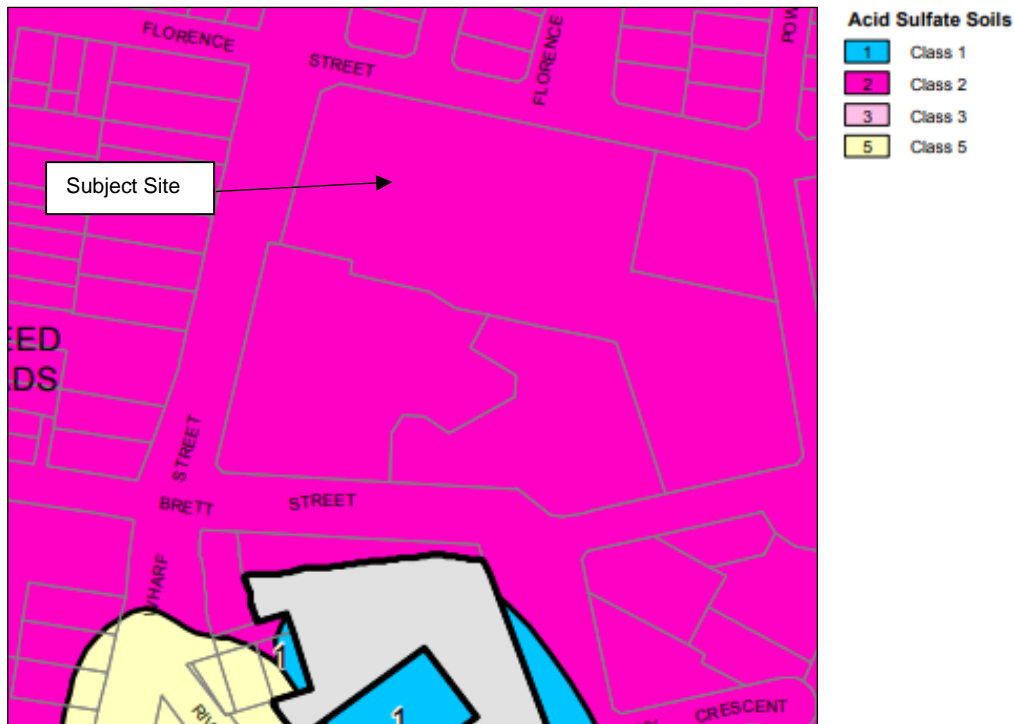 FLORENCE
STREET
FLORENCE
POW
Subject Site
EED
ADS
STREET
BRETT
STREET
WHARF
1
1
CRESCENT
Acid Sulfate Soils
1 Class 1
2 Class 2
3 Class 3
5 Class 5